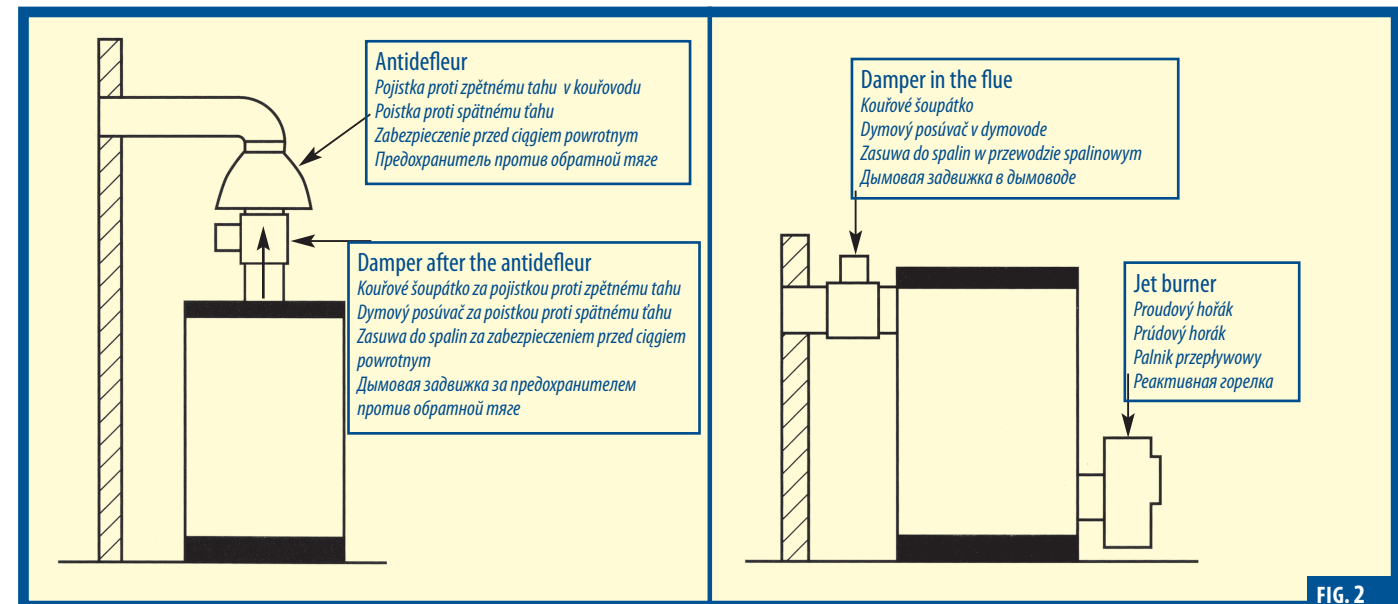 Antidefleur
Pojistka proti zpětnému tahu v kouřovodu
Poistka proti spätnému ťahu
Zabezpieczenie przed ciągiem powrotnym
Предохранитель против обратной тяге
Damper after the antidefleur
Kouřové šoupátko za pojistkou proti zpětnému tahu
Dymový posúvač za poistkou proti spätnému ťahu
Zasuwa do spalin za zabezpieczeniem przed ciągiem
powrotnym
Дымовая задвижка за предохранителем
против обратной тяге
Damper in the flue
Kouřové šoupátko
Dymový posúvač v dymovode
Zasuwa do spalin w przewodzie spalinowym
Дымовая задвижка в дымоводе
Jet burner
Proudový hořák
Prúdový horák
Palnik przepływowy
Реактивная горелка
FIG. 2